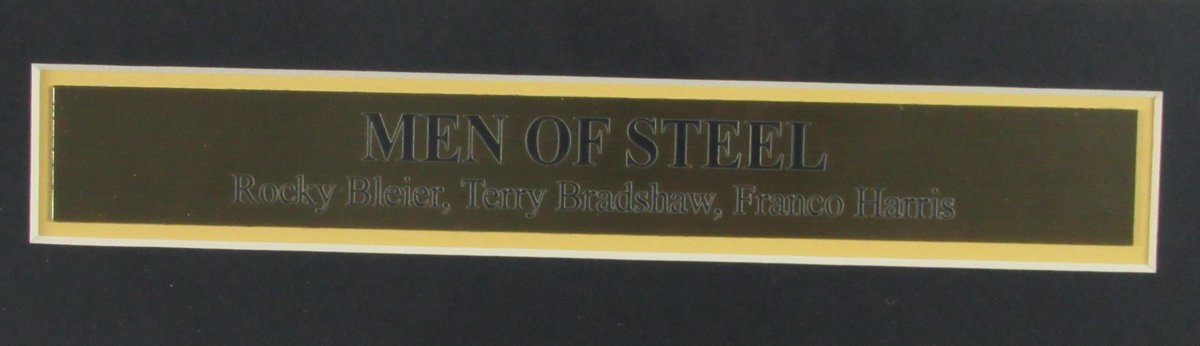 MEN OF STEEL
Rocky Bleier, Terry Bradshaw, Franco Harris